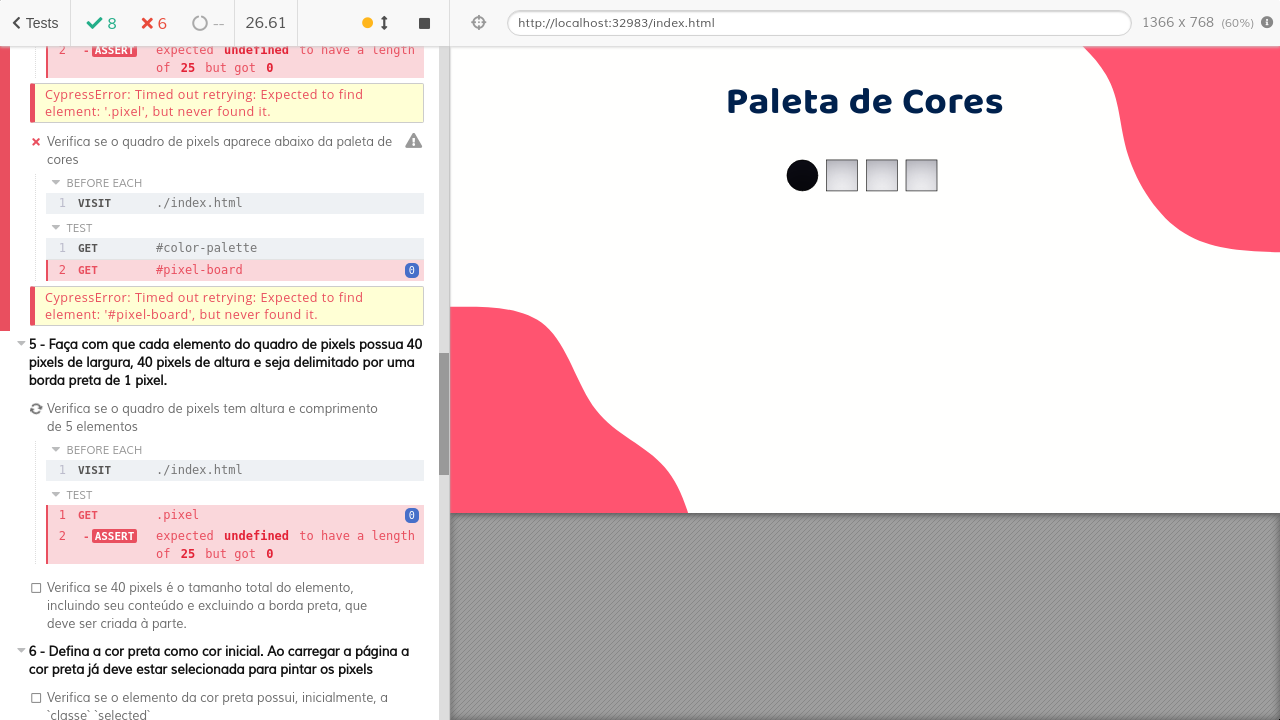 Tests
8
6
--
26.61
http://localhost:32983/index.html
1366 x 768 (60%)
2 -ASSERT expected undefined to have a length
of 25 but got 0
CypressError: Timed out retrying: Expected to find
element: '.pixel', but never found it.
Verifica se o quadro de pixels aparece abaixo da paleta de
cores
BEFORE EACH
1 VISIT ./index.html
TEST
1 GET #color-palette
2 GET #pixel-board 0
CypressError: Timed out retrying: Expected to find
element: '#pixel-board', but never found it.
5 - Faça com que cada elemento do quadro de pixels possua 40
pixels de largura, 40 pixels de altura e seja delimitado por uma
borda preta de 1 pixel.
Verifica se o quadro de pixels tem altura e comprimento
de 5 elementos
BEFORE EACH
1 VISIT ./index.html
TEST
1 GET .pixel 0
2 -ASSERT expected undefined to have a length
of 25 but got 0
Verifica se 40 pixels é o tamanho total do elemento,
incluindo seu conteúdo e excluindo a borda preta, que
deve ser criada à parte.
6 - Defina a cor preta como cor inicial. Ao carregar a página a
cor preta já deve estar selecionada para pintar os pixels
Verifica se o elemento da cor preta possui, inicialmente, a
`classe` `selected`
Paleta de Cores